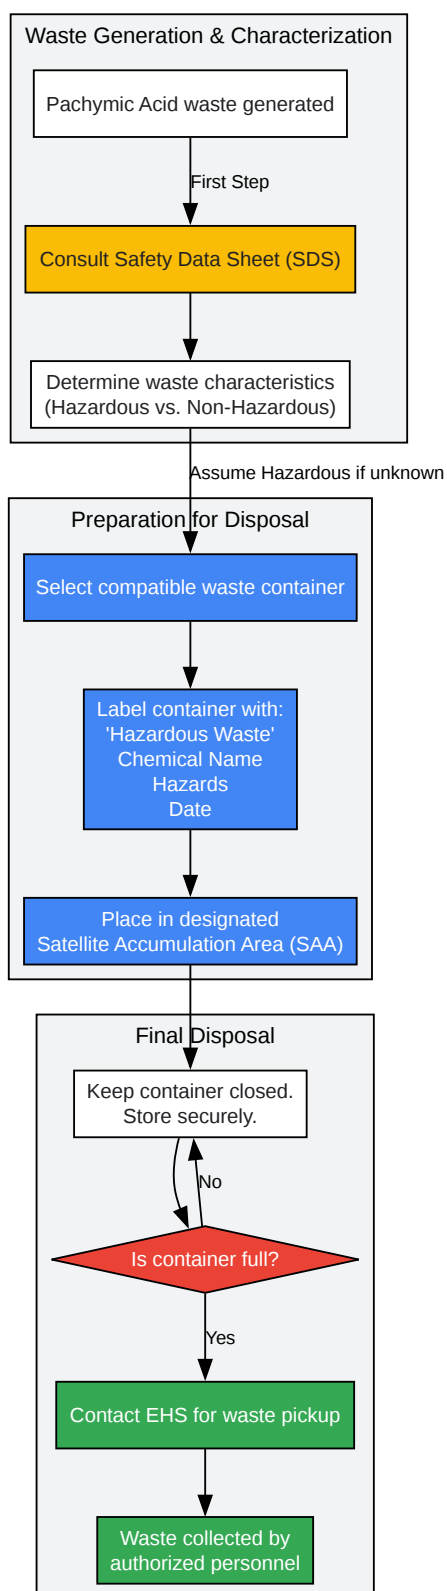 Waste Generation & Characterization
Pachymic Acid waste generated
First Step
Consult Safety Data Sheet (SDS)
Determine waste characteristics
(Hazardous vs. Non-Hazardous)
Assume Hazardous if unknown
Preparation for Disposal
Select compatible waste container
Label container with:
'Hazardous Waste'
Chemical Name
Hazards
Date
Place in designated
Satellite Accumulation Area (SAA)
Final Disposal
Keep container closed.
Store securely.
No
Is container full?
Yes
Contact EHS for waste pickup
Waste collected by
authorized personnel